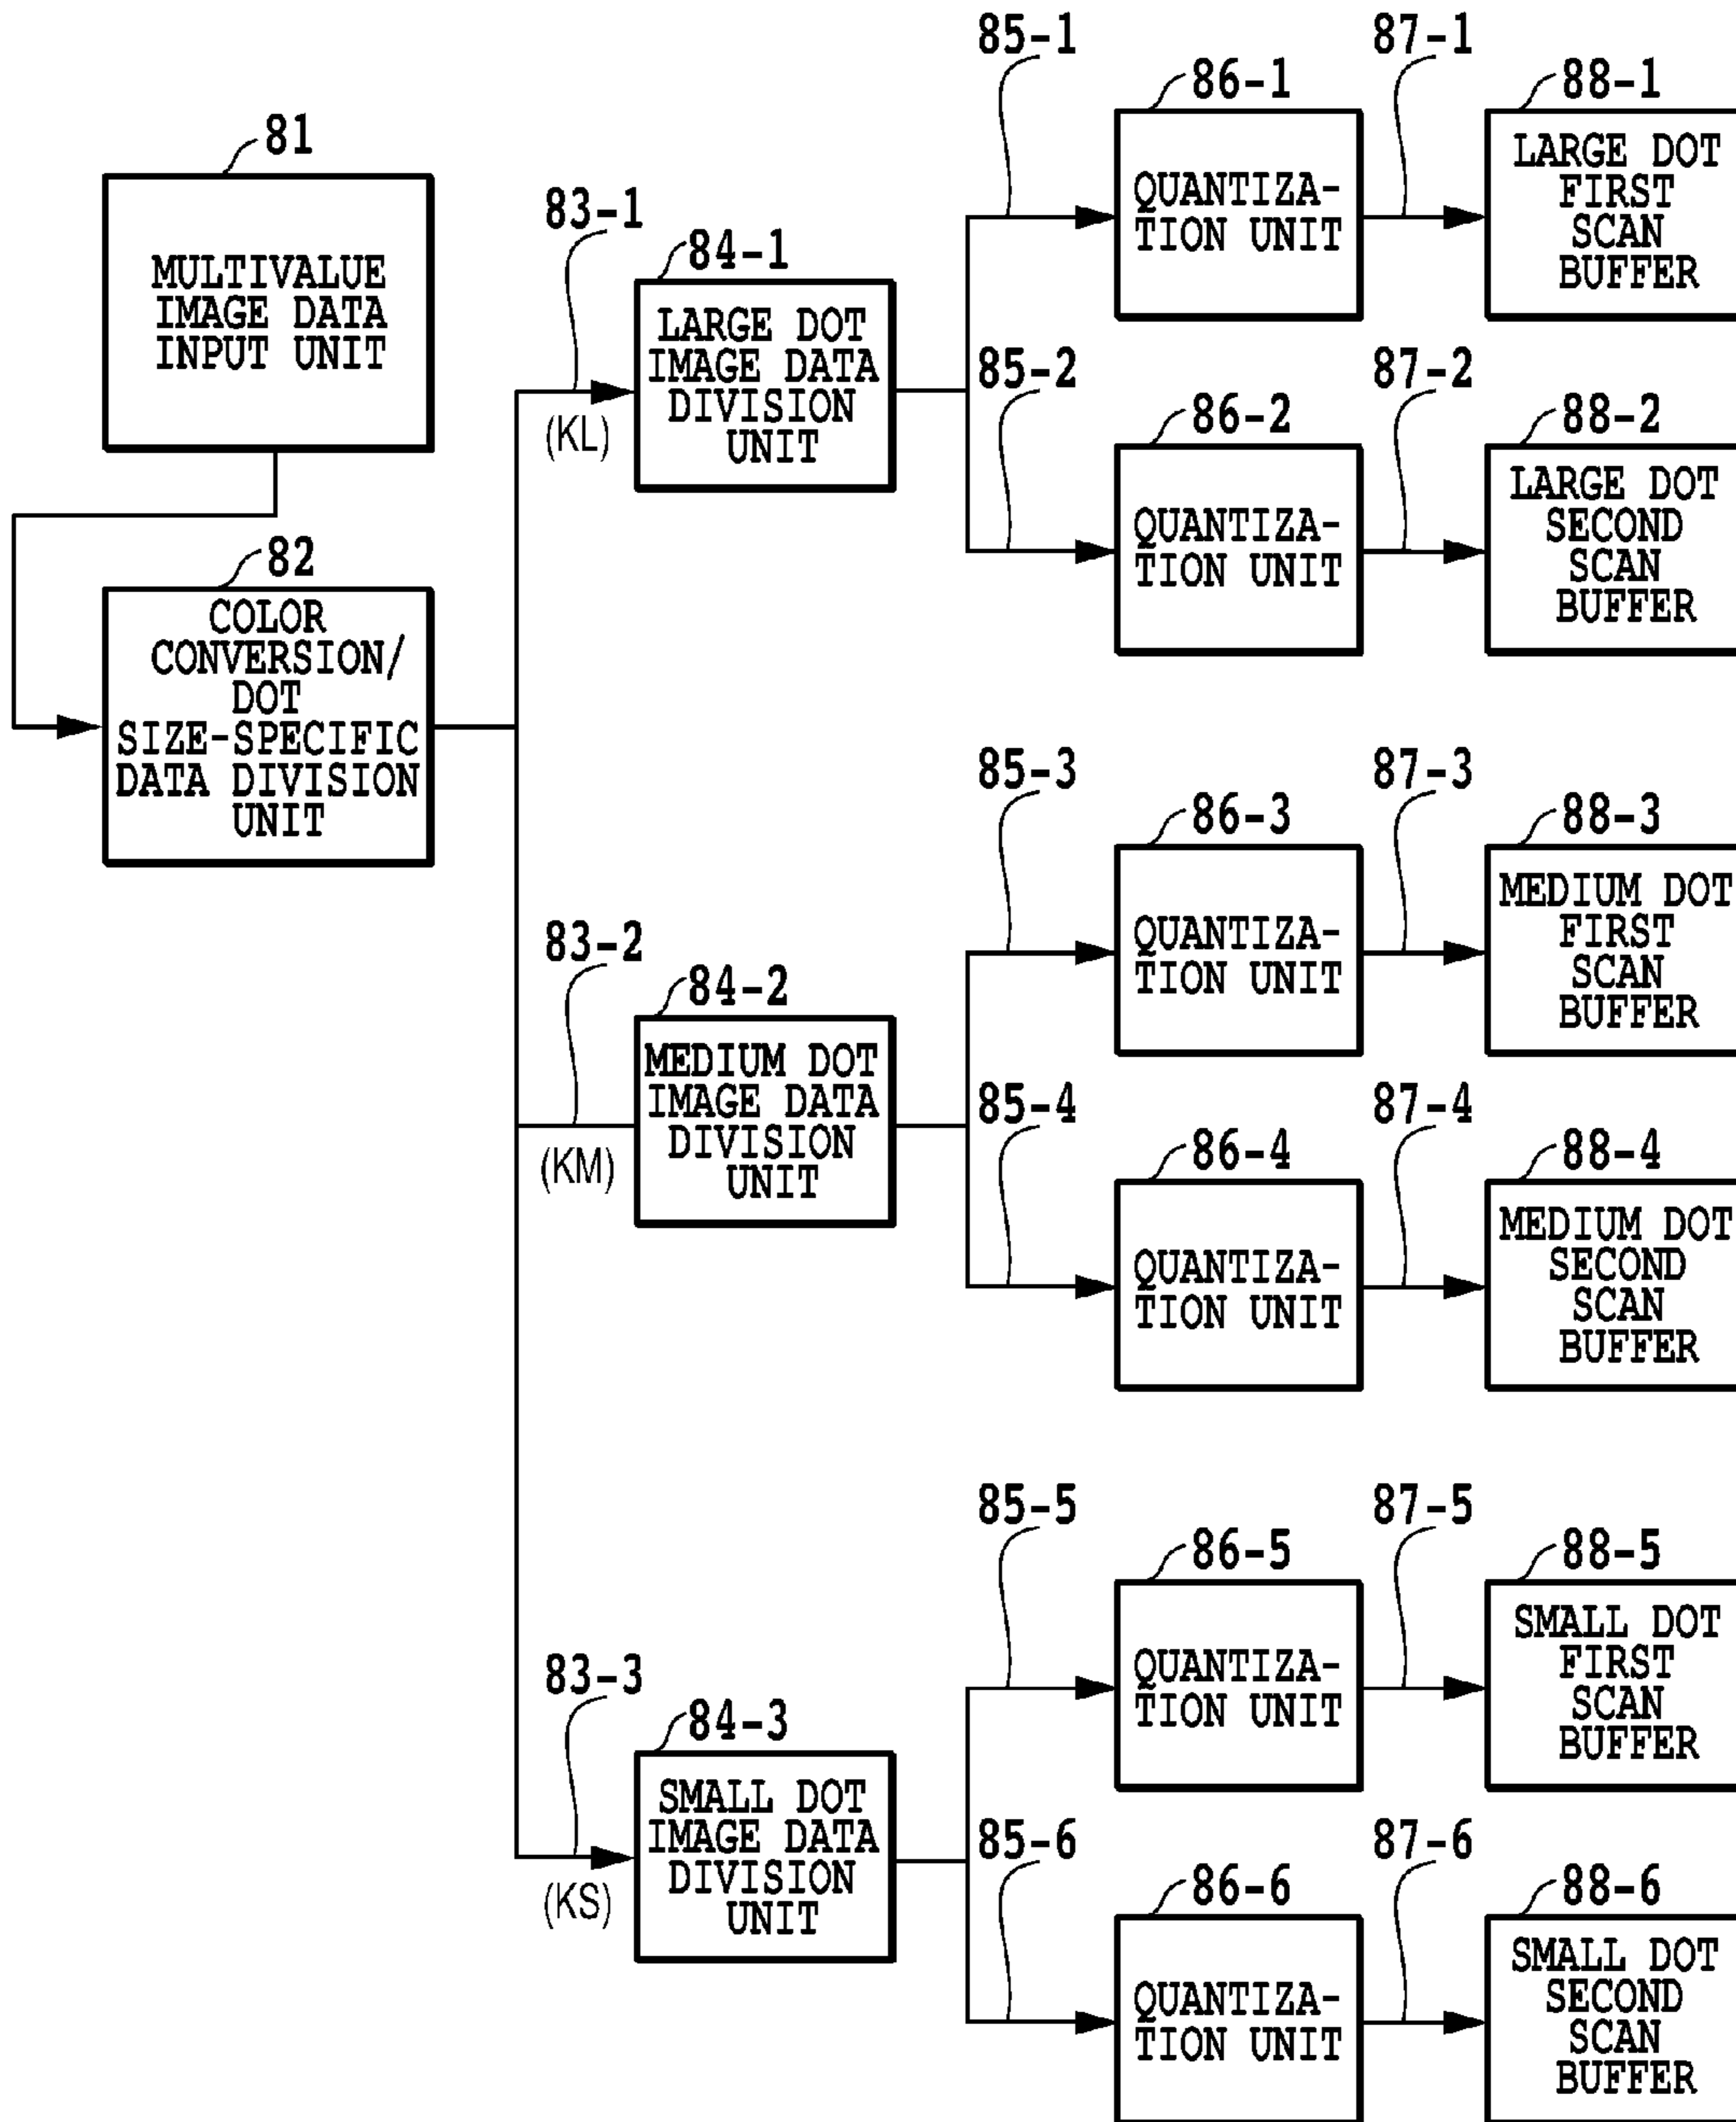 81
MULTIVALUE
IMAGE DATA
INPUT UNIT
82
COLOR
CONVERSION/
DOT
SIZE-SPECIFIC
DATA DIVISION
UNIT
83-1
(KL)
84-1
LARGE DOT
IMAGE DATA
DIVISION
UNIT
85-1
86-1
QUANTIZA-
TION UNIT
87-1
88-1
LARGE DOT
FIRST
SCAN
BUFFER
85-2
86-2
QUANTIZA-
TION UNIT
87-2
88-2
LARGE DOT
SECOND
SCAN
BUFFER
83-2
(KM)
84-2
MEDIUM DOT
IMAGE DATA
DIVISION
UNIT
85-3
86-3
QUANTIZA-
TION UNIT
87-3
88-3
MEDIUM DOT
FIRST
SCAN
BUFFER
85-4
86-4
QUANTIZA-
TION UNIT
87-4
88-4
MEDIUM DOT
SECOND
SCAN
BUFFER
83-3
(KS)
84-3
SMALL DOT
IMAGE DATA
DIVISION
UNIT
85-5
86-5
QUANTIZA-
TION UNIT
87-5
88-5
SMALL DOT
FIRST
SCAN
BUFFER
85-6
86-6
QUANTIZA-
TION UNIT
87-6
88-6
SMALL DOT
SECOND
SCAN
BUFFER